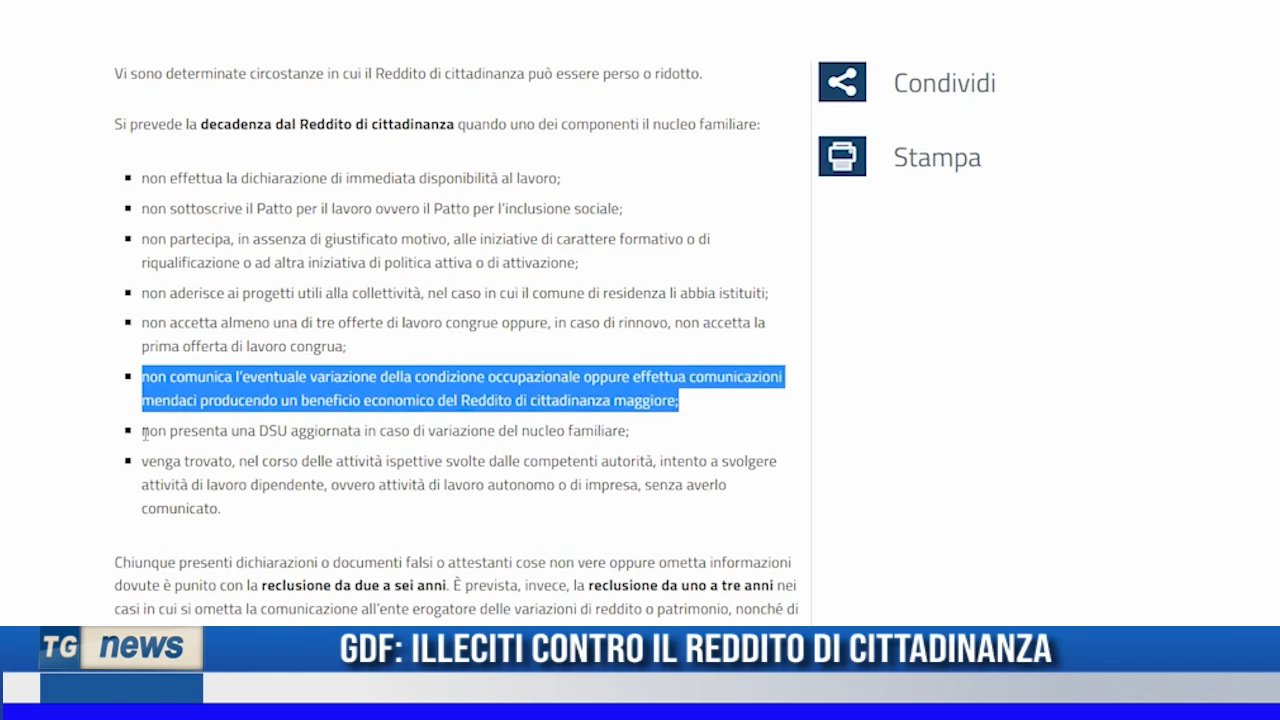 Vi sono determinate circostanze in cui il Reddito di cittadinanza può essere perso o ridotto.
Si prevede la decadenza dal Reddito di cittadinanza quando uno dei componenti il nucleo familiare:
non effettua la dichiarazione di immediata disponibilità al lavoro;
non sottoscrive il Patto per il lavoro ovvero il Patto per l'inclusione sociale;
non partecipa, in assenza di giustificato motivo, alle iniziative di carattere formativo o di
riqualificazione o ad altra iniziativa di politica attiva o di attivazione;
non aderisce ai progetti utili alla collettività, nel caso in cui il comune di residenza li abbia istituiti;
non accetta almeno una di tre offerte di lavoro congrue oppure, in caso di rinnovo, non accetta la
prima offerta di lavoro congrua;
non comunica l'eventuale variazione della condizione occupazionale oppure effettua comunicazioni
mendaci producendo un beneficio economico del Reddito di cittadinanza maggiore;
non presenta una DSU aggiornata in caso di variazione del nucleo familiare;
venga trovato, nel corso delle attività ispettive svolte dalle competenti autorità, intento a svolgere
attività di lavoro dipendente, ovvero attività di lavoro autonomo o di impresa, senza averlo
comunicato.
Chiunque presenti dichiarazioni o documenti falsi o attestanti cose non vere oppure ometta informazioni
dovute è punito con la reclusione da due a sei anni. È prevista, invece, la reclusione da uno a tre anni nei
casi in cui si ometta la comunicazione all'ente erogatore delle variazioni di reddito o patrimonio, nonché di
Condividi
Stampa
TG news
GDF: ILLECITI CONTRO IL REDDITO DI CITTADINANZA